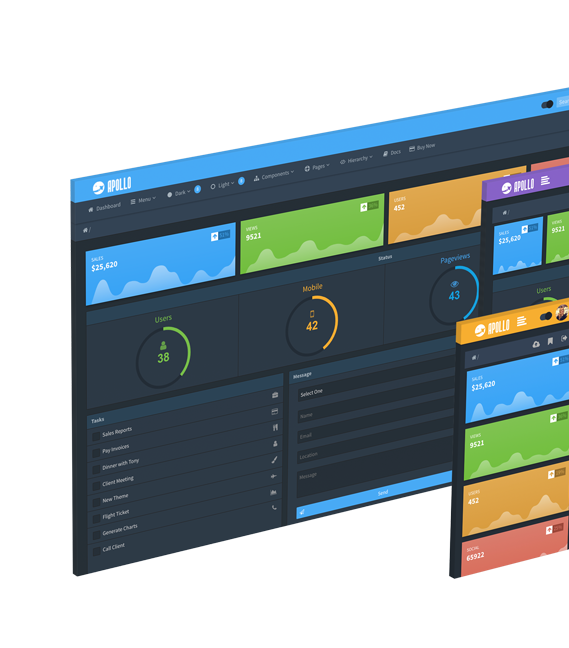 APOLLO
Dashboard Menu Dark Light Components Pages Hierarchy Docs Buy Now
/
SALES
$25,620
VIEWS
9521
USERS
452
Status
Users
38
Mobile
42
Pageviews
43
Tasks
Sales Reports
Pay Invoices
Dinner with Tony
Client Meeting
New Theme
Flight Ticket
Generate Charts
Call Client
Message
Select One
Name
Email
Location
Message
Send
APOLLO
/
SALES
$25,620
VIEWS
9521
Users
APOLLO
/
SALES
$25,620
VIEWS
9521
USERS
452
SOCIAL
65922